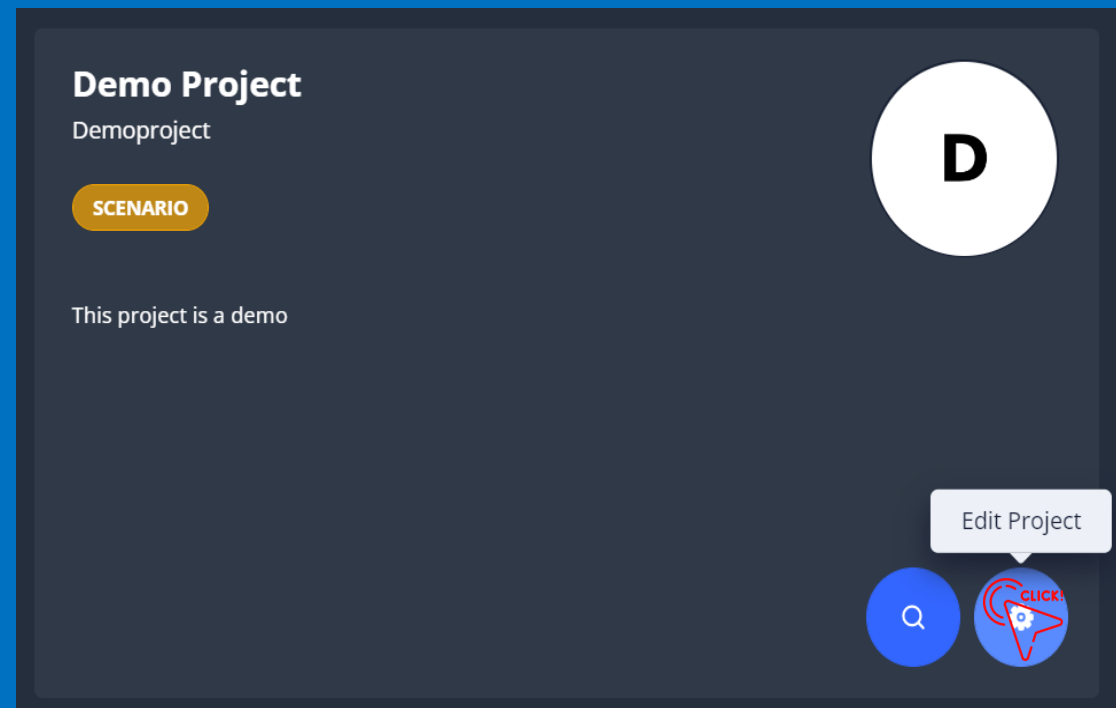 Demo Project
Demoproject
D
SCENARIO
This project is a demo
Edit Project
CLICK!